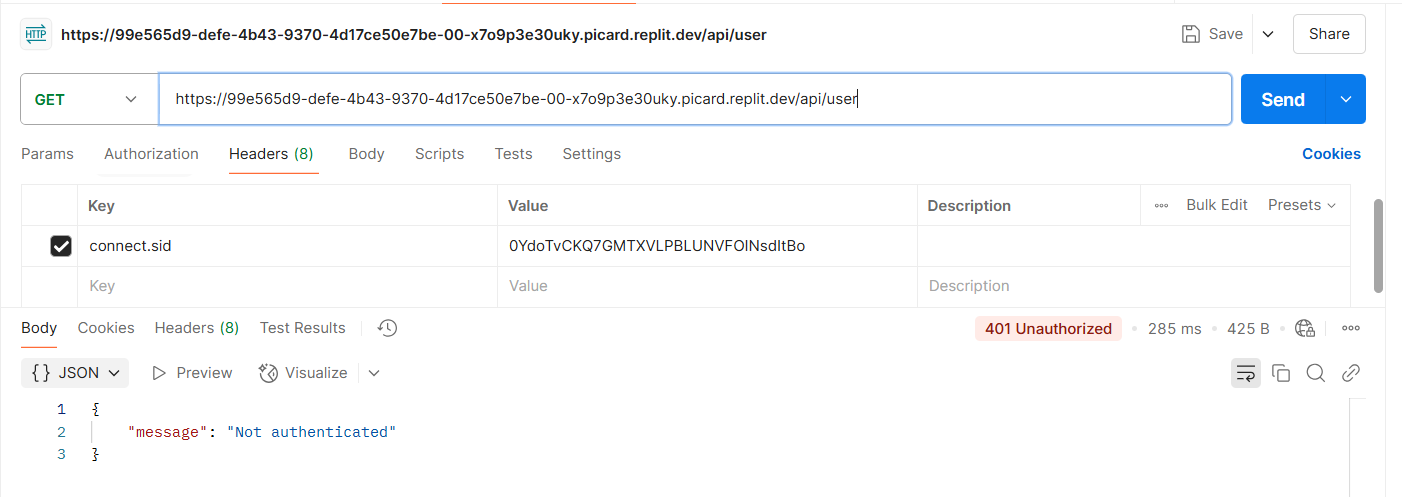 HTTP https://99e565d9-defe-4b43-9370-4d17ce50e7be-00-x7o9p3e30uky.picard.replit.dev/api/user Save Share
GET https://99e565d9-defe-4b43-9370-4d17ce50e7be-00-x7o9p3e30uky.picard.replit.dev/api/user Send
Params Authorization Headers (8) Body Scripts Tests Settings Cookies
Key Value Description Bulk Edit Presets
connect.sid 0YdoTvCKQ7GMTXVLPBLUNVFOINsdItBo
Key Value Description
Body Cookies Headers (8) Test Results 401 Unauthorized 285 ms 425 B
{} JSON Preview Visualize
1 {
2 "message": "Not authenticated"
3 }